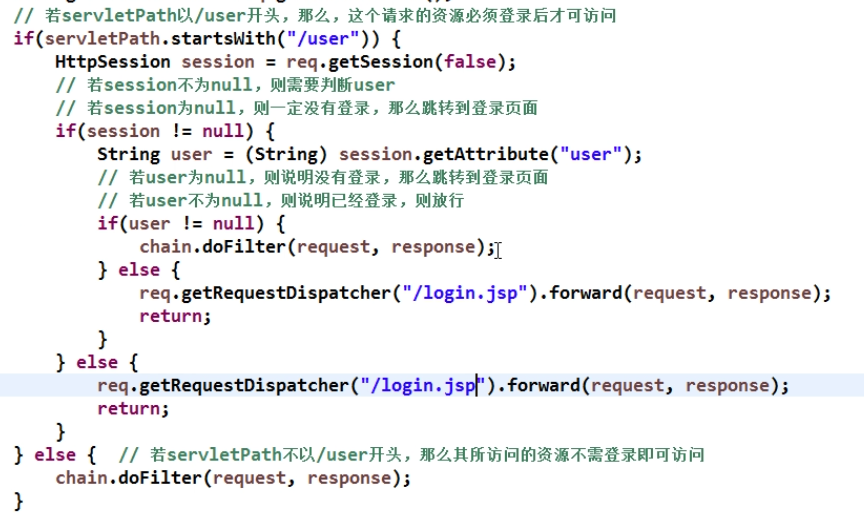 // 若servletPath以/user开头，那么，这个请求的资源必须登录后才可访问
if(servletPath.startsWith("/user")) {
HttpSession session = req.getSession(false);
// 若session不为null，则需要判断user
// 若session为null，则一定没有登录，那么跳转到登录页面
if(session != null) {
String user = (String) session.getAttribute("user");
// 若user为null，则说明没有登录，那么跳转到登录页面
// 若user不为null，则说明已经登录，则放行
if(user != null) {
chain.doFilter(request, response);
} else {
req.getRequestDispatcher("/login.jsp").forward(request, response);
return;
}
} else {
req.getRequestDispatcher("/login.jsp").forward(request, response);
return;
}
} else {  // 若servletPath不以/user开头，那么其所访问的资源不需登录即可访问
chain.doFilter(request, response);
}